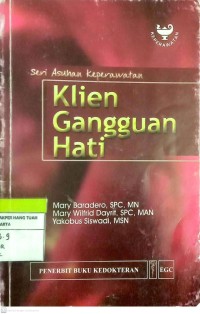 KEPERAWATAN
Seri Asuhan Keperawatan
Klien
Gangguan
Hati
Mary Baradero, SPC, MN
Mary Wilfrid Dayrit, SPC, MAN
Yakobus Siswadi, MSN
PENERBIT BUKU KEDOKTERAN EGC